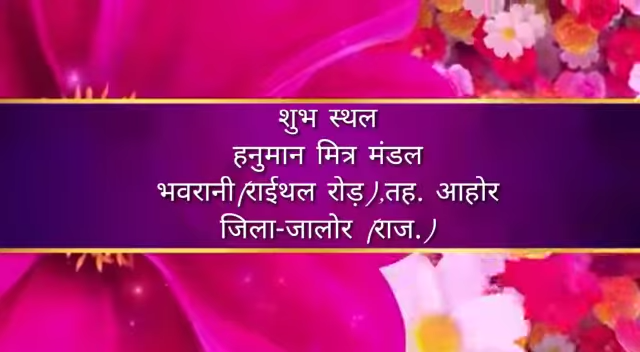 शुभ स्थल
हनुमान मित्र मंडल
भवरानी(राईथल रोड़),तह. आहोर
जिला-जालोर (राज.)